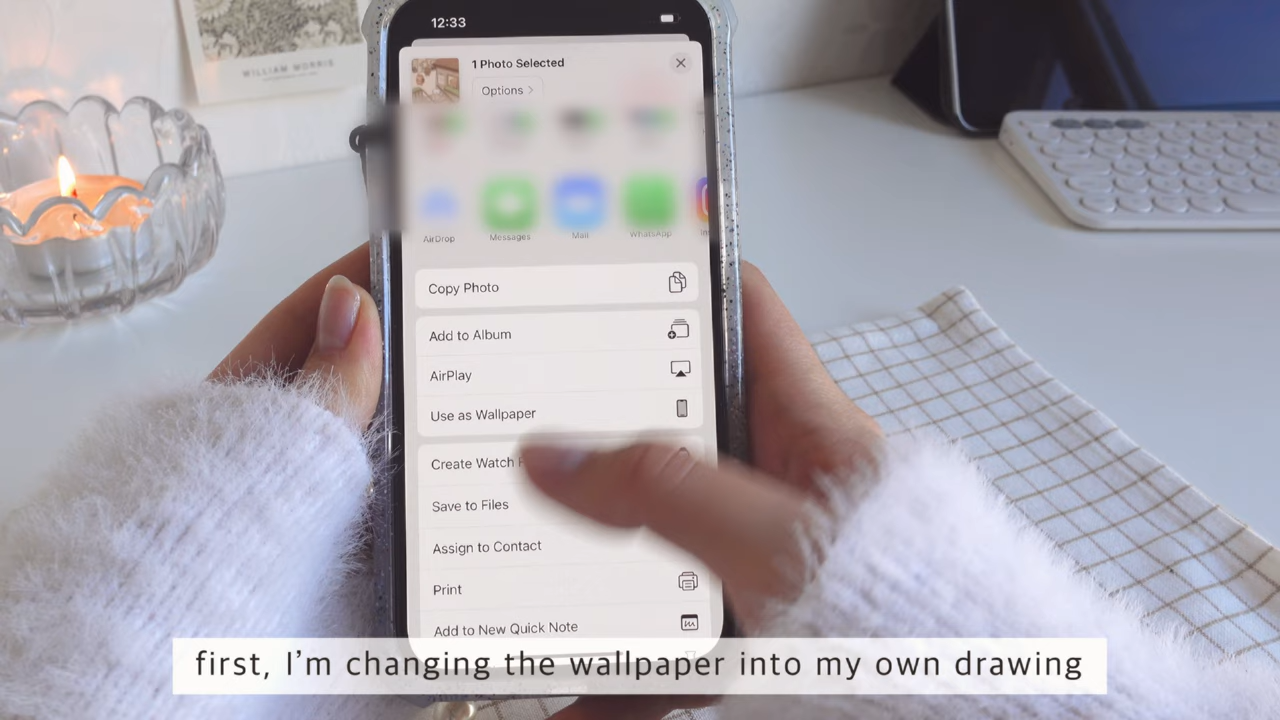 WILLIAM MORRIS
12:33
1 Photo Selected
Options >
AirDrop
Messages
Mail
WhatsApp
Copy Photo
Add to Album
AirPlay
Use as Wallpaper
Create Watch
Save to Files
Assign to Contact
Print
Add to New Quick Note
first, I'm changing the wallpaper into my own drawing